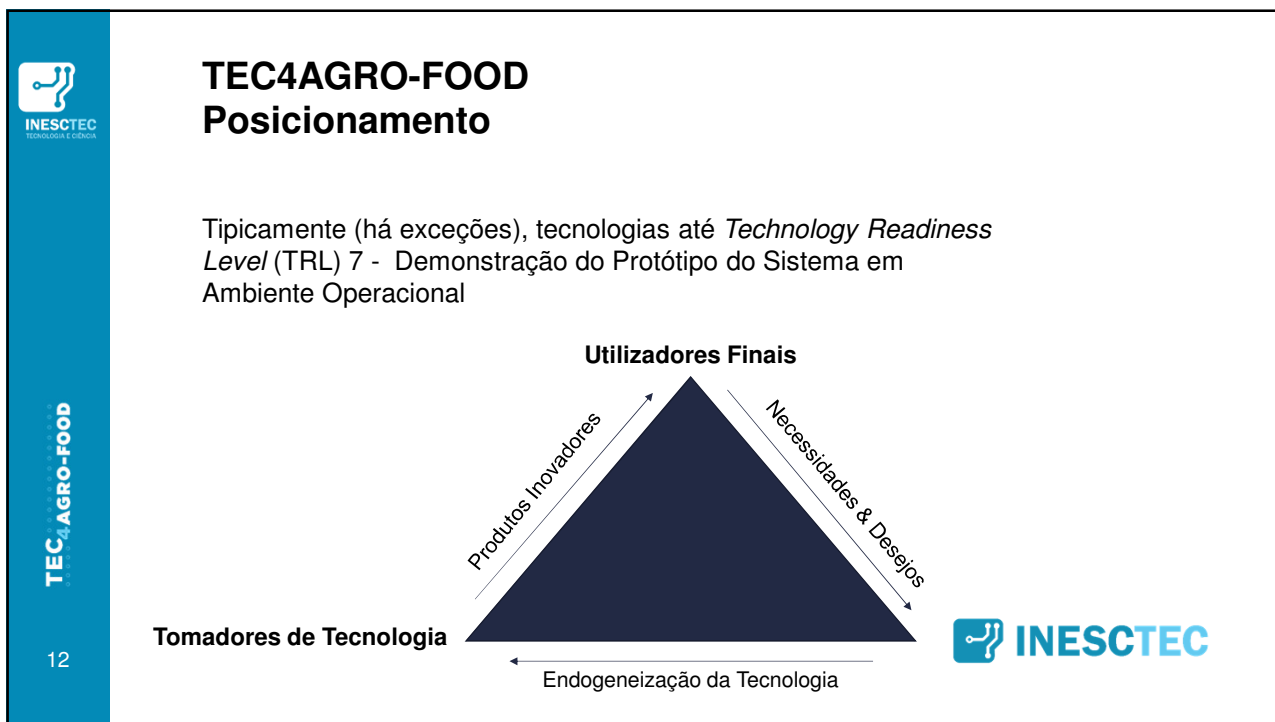 INESCTEC
TECNOLOGIA E CIÊNCIA
TEC4AGRO-FOOD
12
TEC4AGRO-FOOD
Posicionamento
Tipicamente (há exceções), tecnologias até Technology Readiness
Level (TRL) 7 - Demonstração do Protótipo do Sistema em
Ambiente Operacional
Utilizadores Finais
Produtos Inovadores
Necessidades & Desejos
Tomadores de Tecnologia
INESCTEC
Endogeneização da Tecnologia